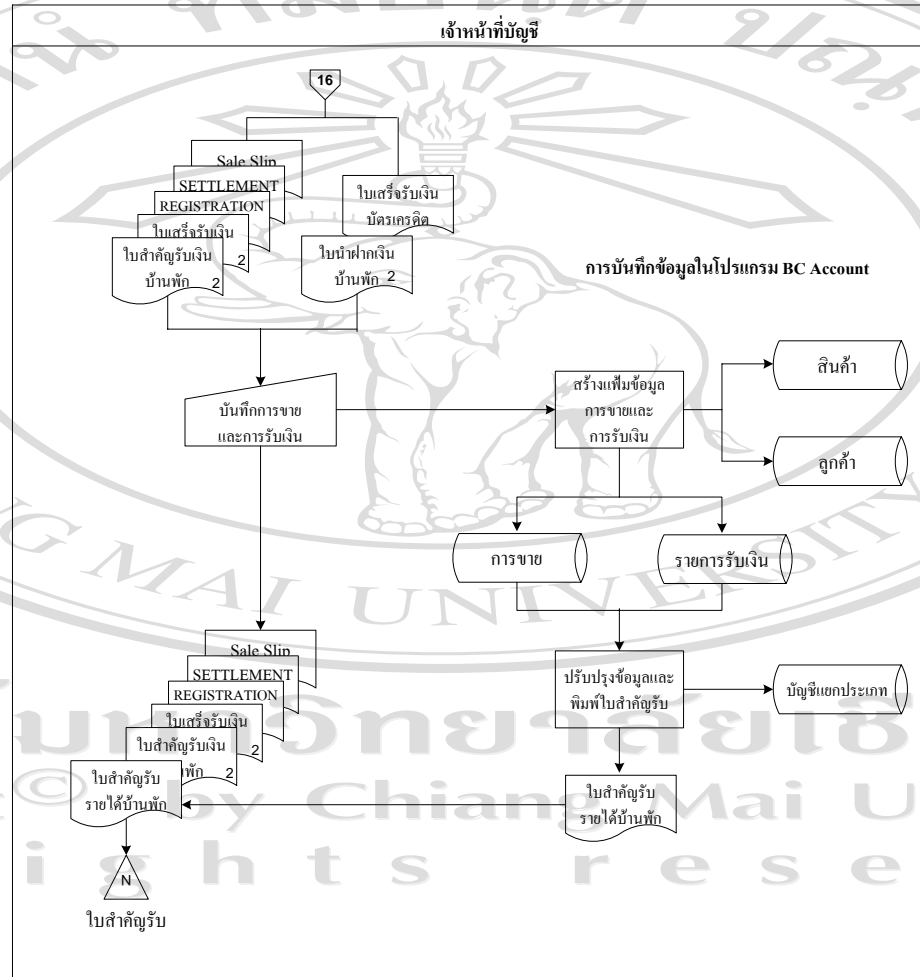 เจ้าหน้าที่บัญชี
16
Sale Slip
SETTLEMENT
REGISTRATION
ใบเสร็จรับเงิน
2
ใบสำคัญรับเงิน
บ้านพัก 2
ใบเสร็จรับเงิน
บัตรเครดิต
ใบนำฝากเงิน
บ้านพัก 2
การบันทึกข้อมูลในโปรแกรม BC Account
บันทึกการขาย
และการรับเงิน
สร้างแฟ้มข้อมูล
การขายและ
การรับเงิน
สินค้า
ลูกค้า
การขาย
รายการรับเงิน
Sale Slip
SETTLEMENT
REGISTRATION
ใบเสร็จรับเงิน
2
ใบสำคัญรับเงิน
พัก 2
ใบสำคัญรับ
รายได้บ้านพัก
ปรับปรุงข้อมูลและ
พิมพ์ใบสำคัญรับ
บัญชีแยกประเภท
ใบสำคัญรับ
รายได้บ้านพัก
N
ใบสำคัญรับ
MAI UNIVERSITY
by Chiang Mai U
ights rese